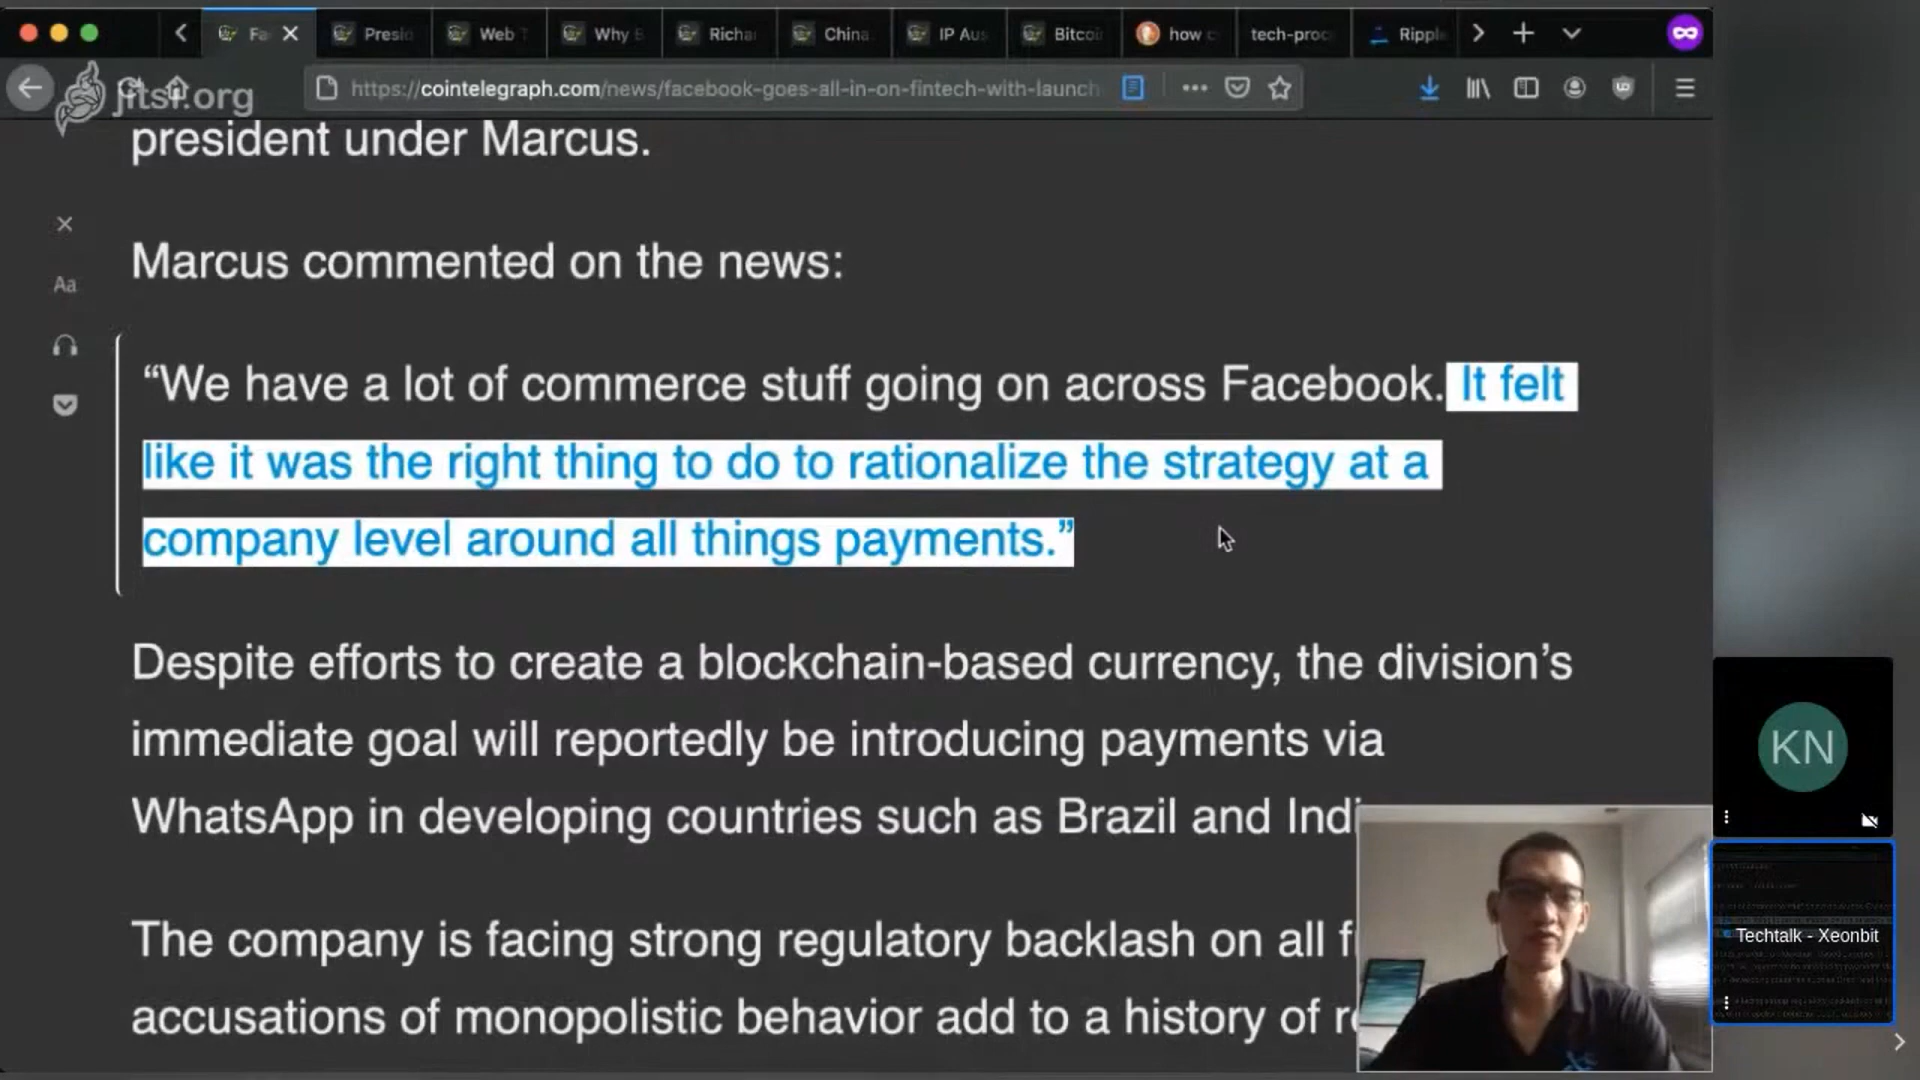 Fa
Presi
Web T
Why E
Richa
China
IP Aus
Bitcoi
how c
tech-proc
Ripple
jitsi.org
https://cointelegraph.com/news/facebook-goes-all-in-on-fintech-with-launch
president under Marcus.
Aa
Marcus commented on the news:
“We have a lot of commerce stuff going on across Facebook. It felt
like it was the right thing to do to rationalize the strategy at a
company level around all things payments.”
Despite efforts to create a blockchain-based currency, the division’s
immediate goal will reportedly be introducing payments via
WhatsApp in developing countries such as Brazil and Indi
The company is facing strong regulatory backlash on all f
accusations of monopolistic behavior add to a history of re
KN
Techtalk - Xeonbit